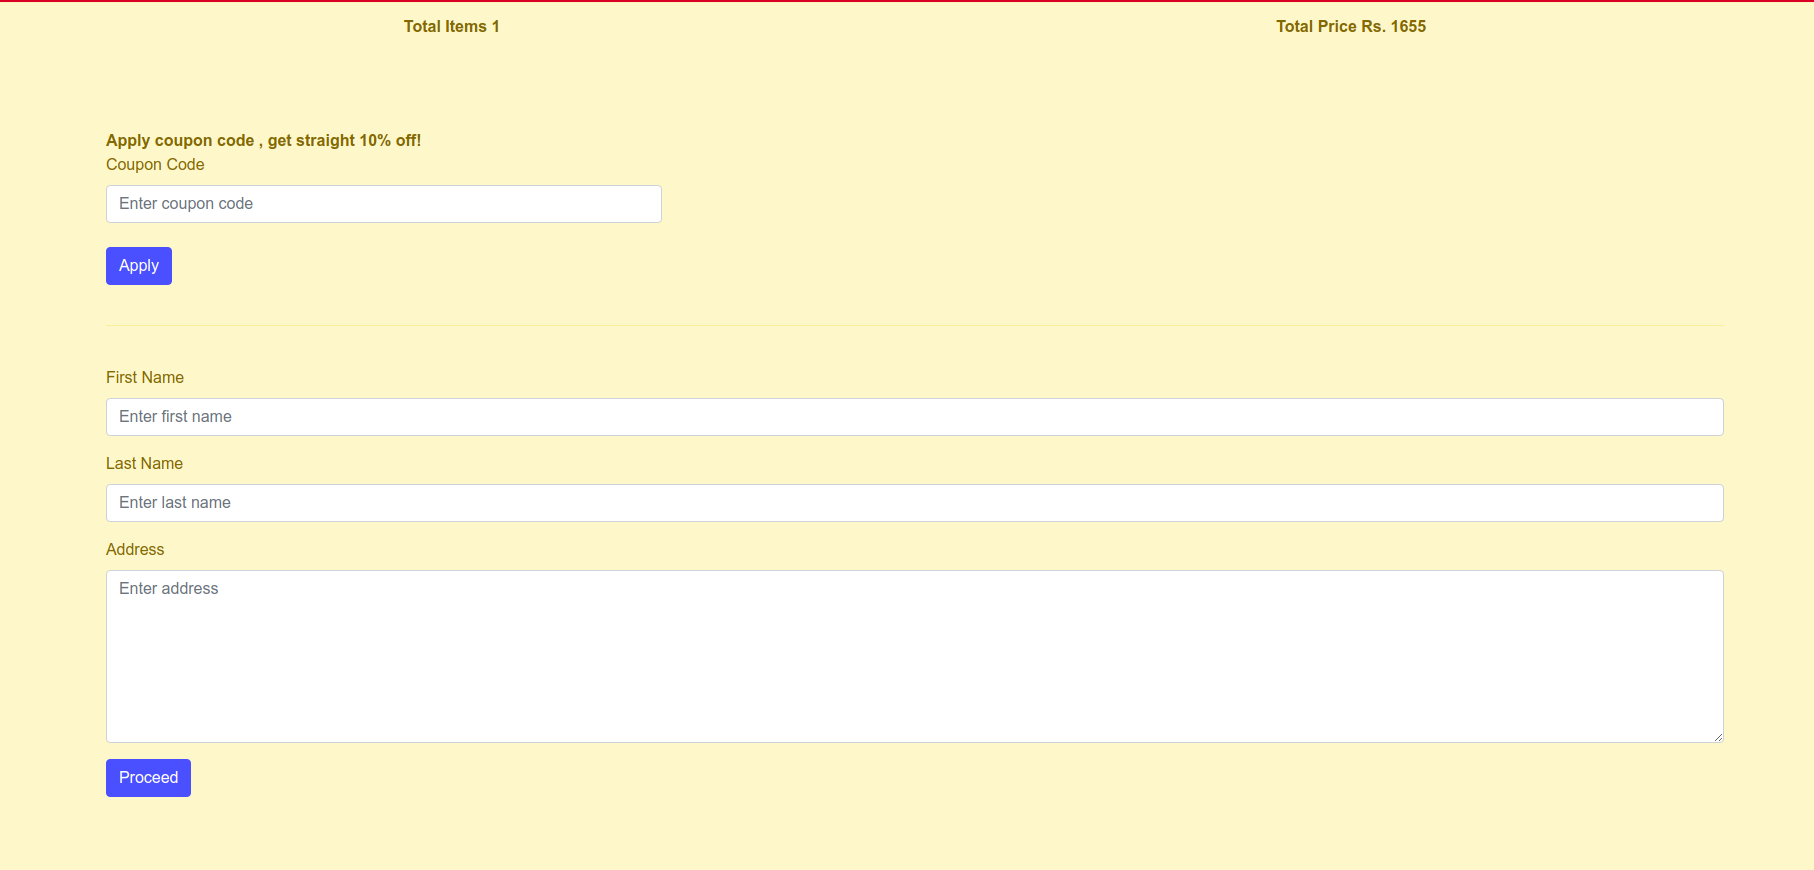 Total Items 1 Total Price Rs. 1655
Apply coupon code , get straight 10% off!
Coupon Code
Enter coupon code
Apply
First Name
Enter first name
Last Name
Enter last name
Address
Enter address
Proceed